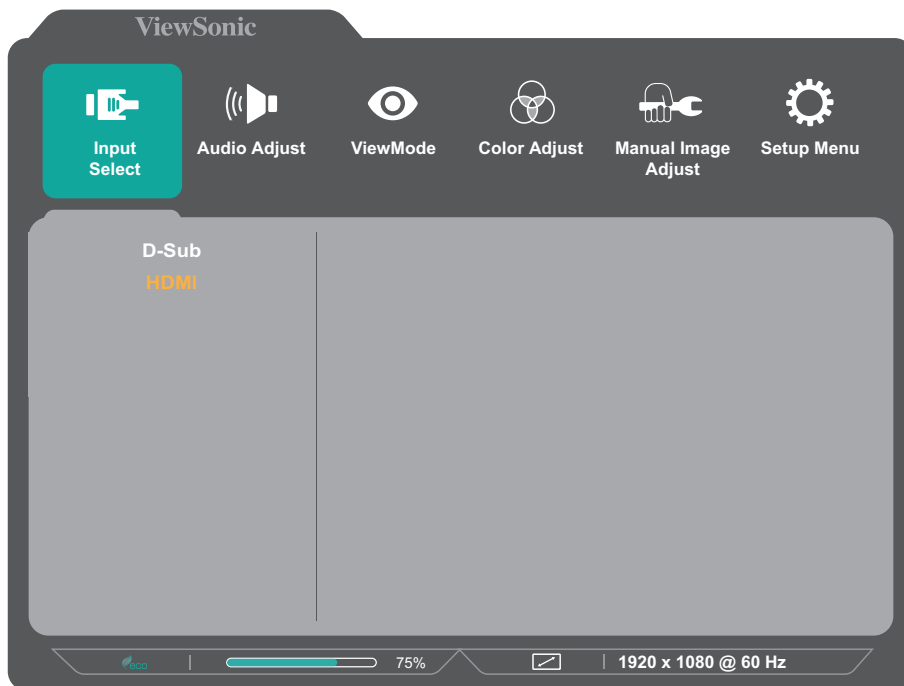 ViewSonic
Input
Select
Audio Adjust
ViewMode
Color Adjust
Manual Image
Adjust
Setup Menu
D-Sub
HDMI
eco
75%
1920 x 1080 @ 60 Hz